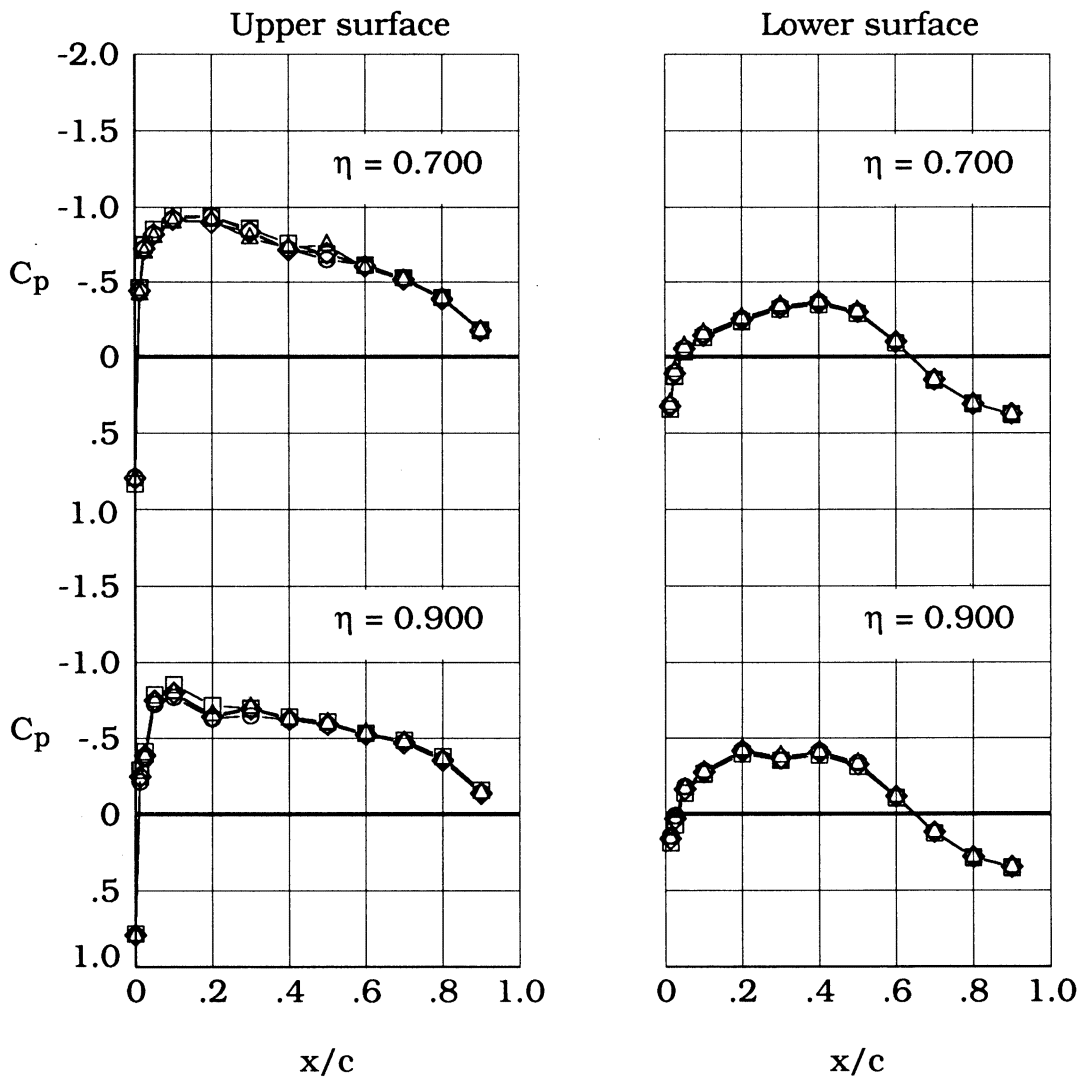 Upper surface
Lower surface
-2.0
-1.5
η = 0.700
η = 0.700
-1.0
Cp
-.5
0
.5
1.0
-1.5
η = 0.900
η = 0.900
-1.0
Cp
-.5
0
.5
1.0
0 .2 .4 .6 .8 1.0
0 .2 .4 .6 .8 1.0
x/c
x/c